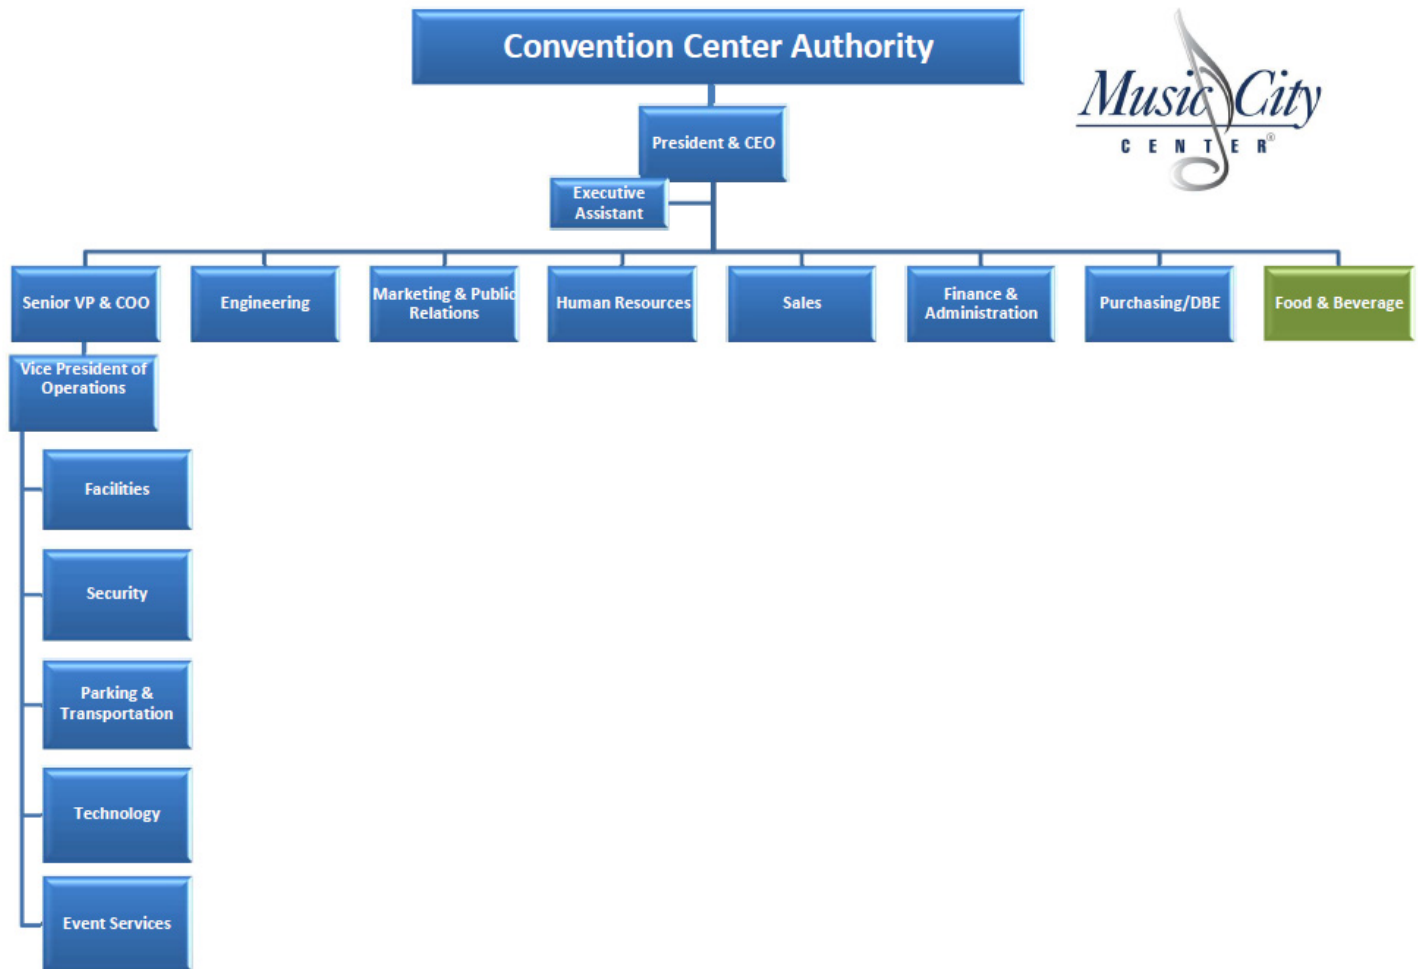 Convention Center Authority
Music City
CENTER®
President & CEO
Executive
Assistant
Senior VP & COO
Engineering
Marketing & Public
Relations
Human Resources
Sales
Finance &
Administration
Purchasing/DBE
Food & Beverage
Vice President of
Operations
Facilities
Security
Parking &
Transportation
Technology
Event Services